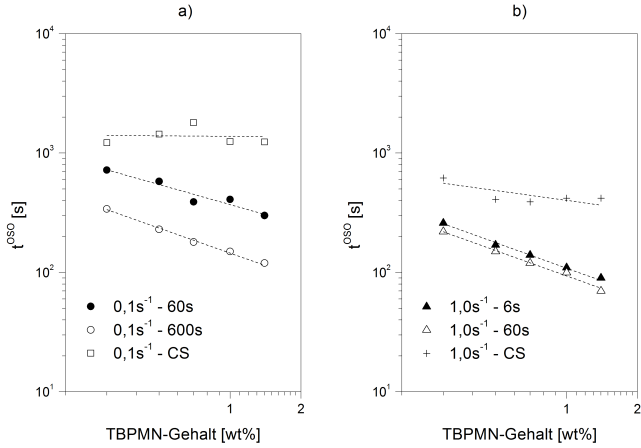 a)
b)
10^4
10^3
10^2
10^1
t^OSO [s]
0,1s^-1 - 60s
0,1s^-1 - 600s
0,1s^-1 - CS
1
2
TBPMN-Gehalt [wt%]
10^4
10^3
10^2
10^1
t^OSO [s]
1,0s^-1 - 6s
1,0s^-1 - 60s
1,0s^-1 - CS
1
2
TBPMN-Gehalt [wt%]